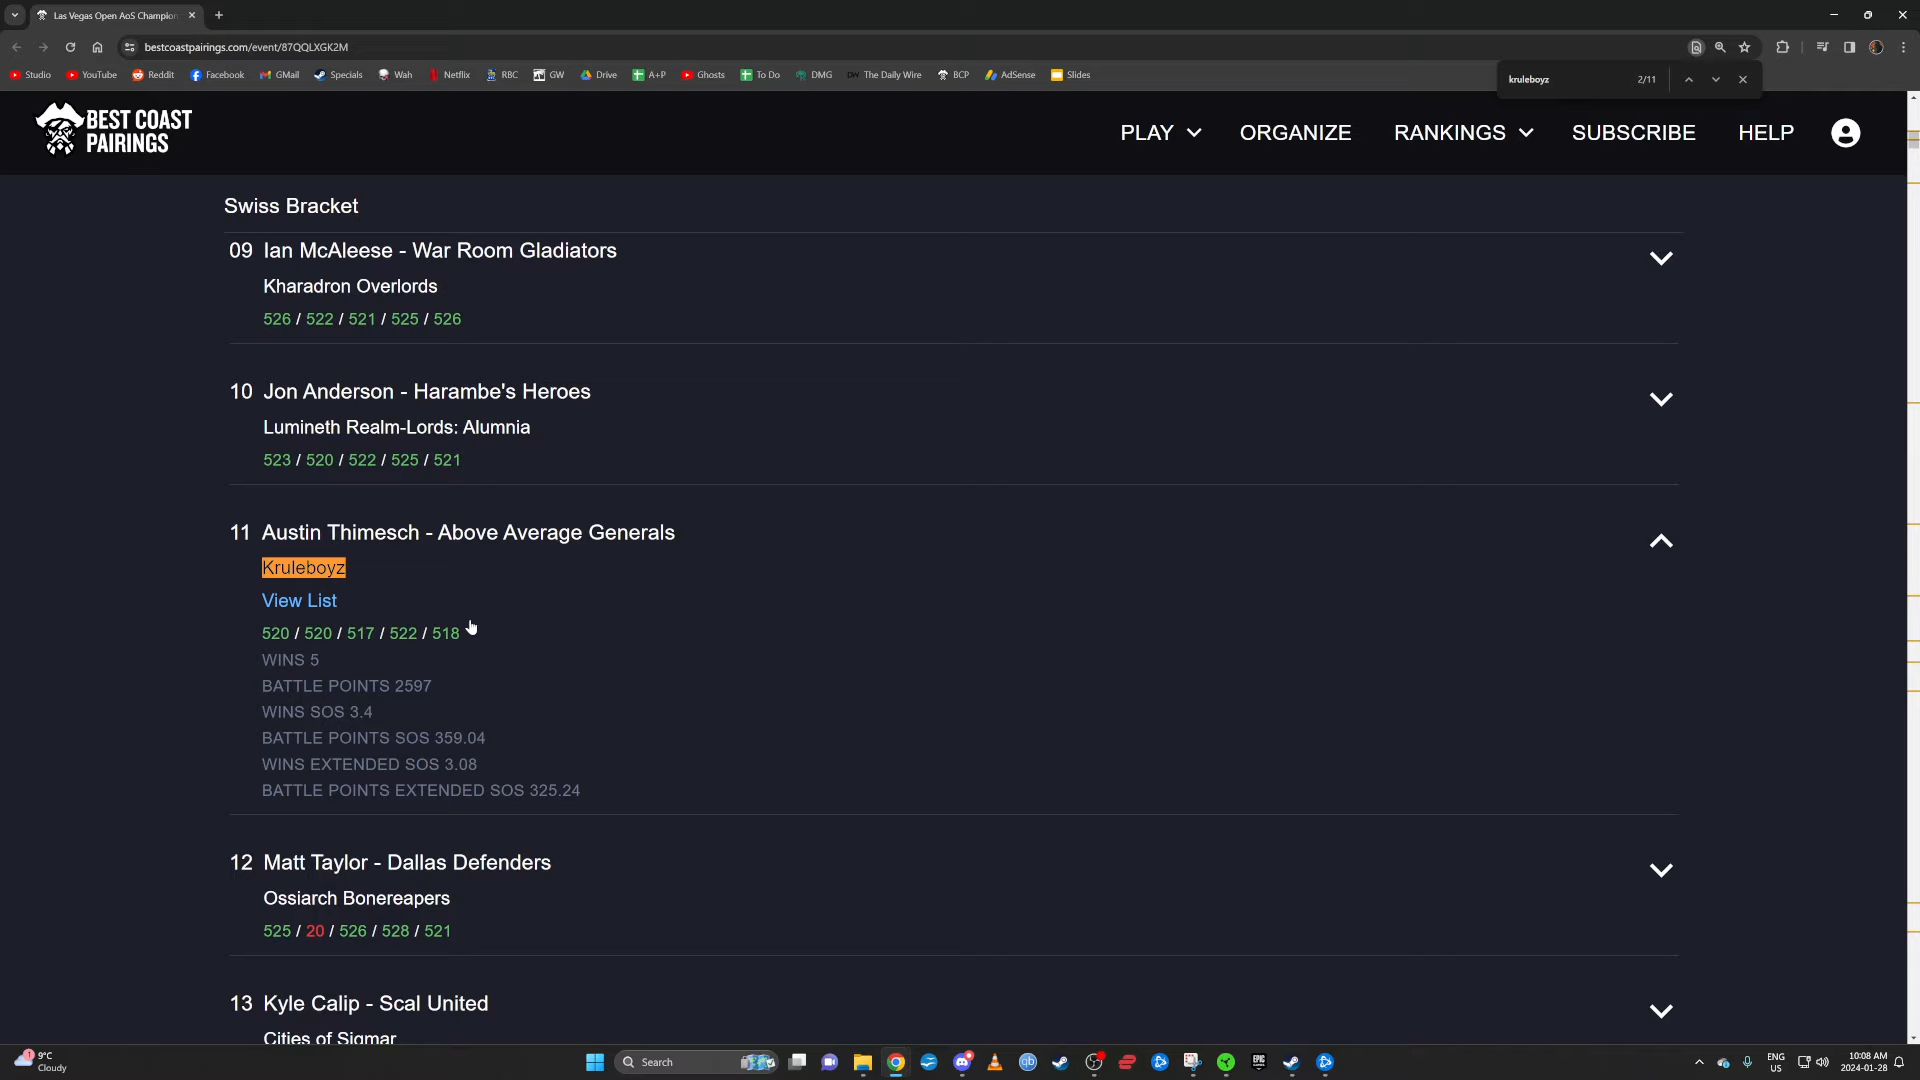 Las Vegas Open AoS Champion
bestcoastpairings.com/event/87QQLXGK2M
Studio YouTube Reddit Facebook GMail Specials Wah Netflix RBC GW Drive A+P Ghosts To Do DMG The Daily Wire BCP AdSense Slides
kruleboyz 2/11
BEST COAST
PAIRINGS
PLAY ORGANIZE RANKINGS SUBSCRIBE HELP
Swiss Bracket
09 Ian McAleese - War Room Gladiators
Kharadron Overlords
526 / 522 / 521 / 525 / 526
10 Jon Anderson - Harambe's Heroes
Lumineth Realm-Lords: Alumnia
523 / 520 / 522 / 525 / 521
11 Austin Thimesch - Above Average Generals
Kruleboyz
View List
520 / 520 / 517 / 522 / 518
WINS 5
BATTLE POINTS 2597
WINS SOS 3.4
BATTLE POINTS SOS 359.04
WINS EXTENDED SOS 3.08
BATTLE POINTS EXTENDED SOS 325.24
12 Matt Taylor - Dallas Defenders
Ossiarch Bonereapers
525 / 20 / 526 / 528 / 521
13 Kyle Calip - Scal United
Cities of Sigmar
1
9°C
Cloudy
Search
qb
EPIC
ENG
US
10:08 AM
2024-01-28